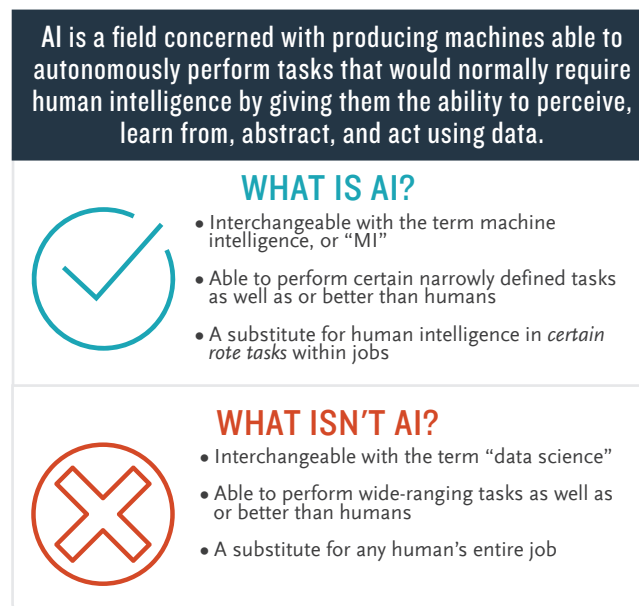 AI is a field concerned with producing machines able to
autonomously perform tasks that would normally require
human intelligence by giving them the ability to perceive,
learn from, abstract, and act using data.
WHAT IS AI?
• Interchangeable with the term machine
intelligence, or “MI”
• Able to perform certain narrowly defined tasks
as well as or better than humans
• A substitute for human intelligence in certain
rote tasks within jobs
WHAT ISN'T AI?
• Interchangeable with the term “data science”
• Able to perform wide-ranging tasks as well as
or better than humans
• A substitute for any human’s entire job